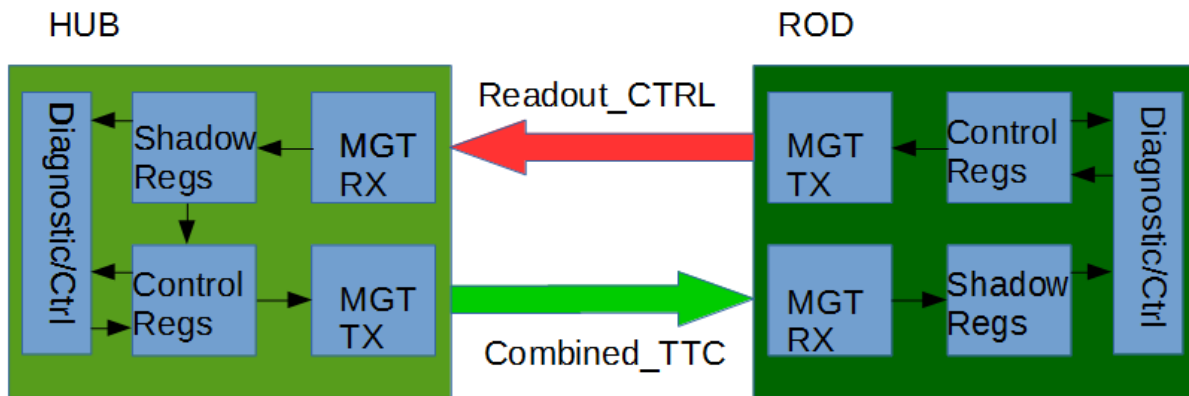 HUB
ROD
Readout_CTRL
Diagnostic/Ctrl
Shadow
Regs
MGT
RX
MGT
TX
Control
Regs
Diagnostic/Ctrl
Control
Regs
MGT
TX
MGT
RX
Shadow
Regs
Combined_TTC